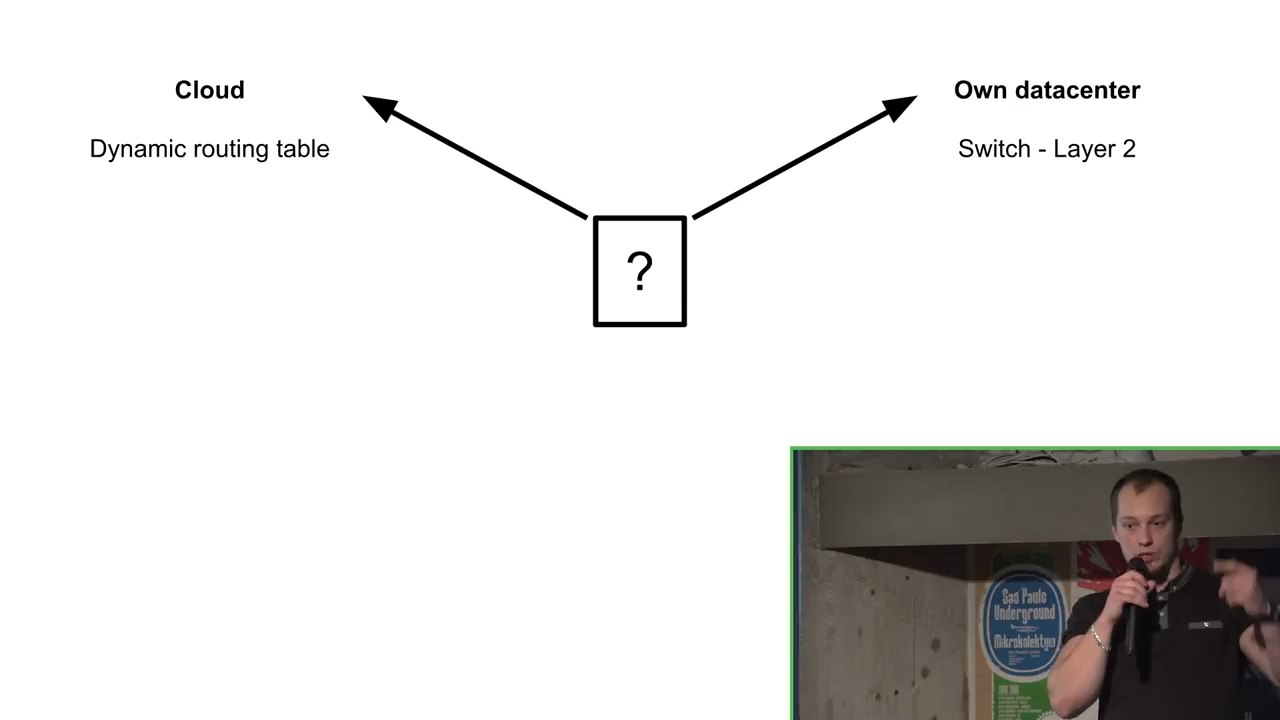 Cloud
Own datacenter
Dynamic routing table
Switch - Layer 2
?
Sao Paulo
Underground
Mikrokolektyw